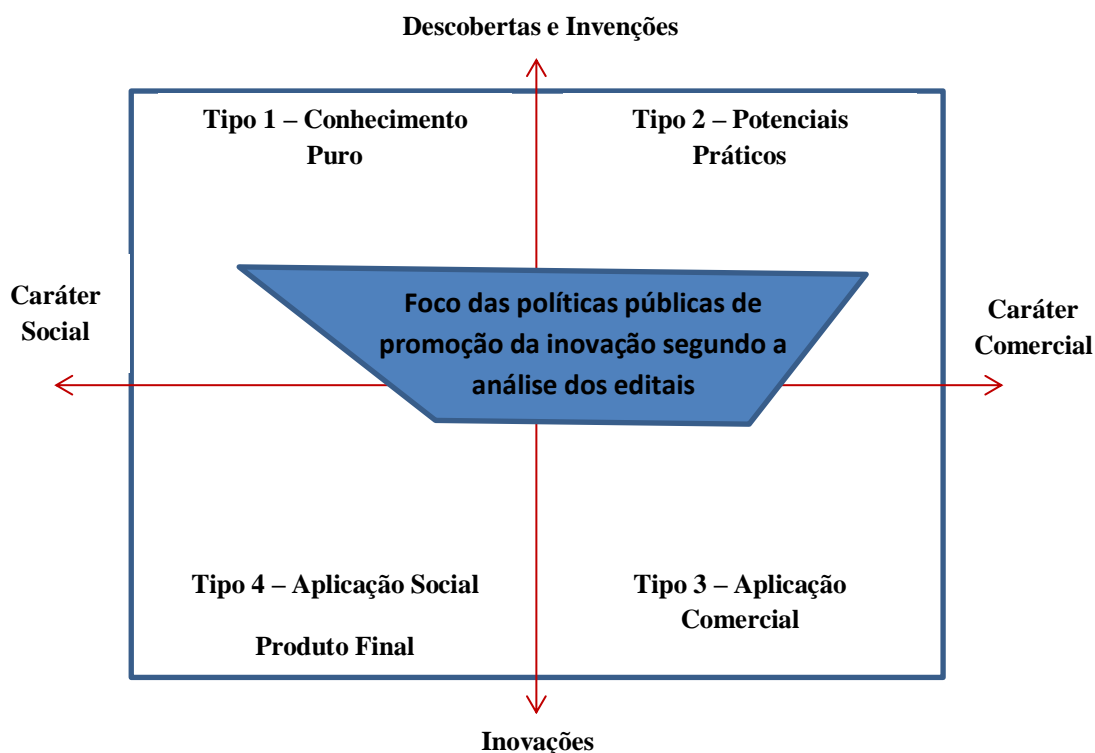 Descobertas e Invenções
Tipo 1 – Conhecimento
Puro
Tipo 2 – Potenciais
Práticos
Caráter
Social
Foco das políticas públicas de
promoção da inovação segundo a
análise dos editais
Caráter
Comercial
Tipo 4 – Aplicação Social
Produto Final
Tipo 3 – Aplicação
Comercial
Inovações